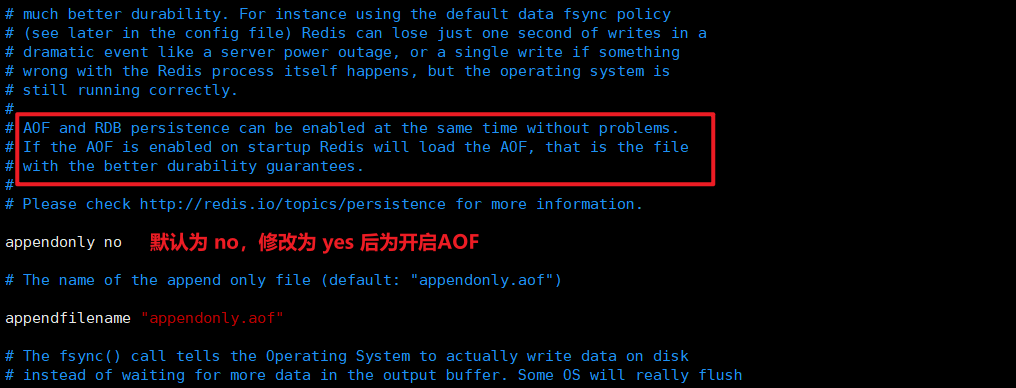 # much better durability. For instance using the default data fsync policy
# (see later in the config file) Redis can lose just one second of writes in a
# dramatic event like a server power outage, or a single write if something
# wrong with the Redis process itself happens, but the operating system is
# still running correctly.
#
# AOF and RDB persistence can be enabled at the same time without problems.
# If the AOF is enabled on startup Redis will load the AOF, that is the file
# with the better durability guarantees.
#
# Please check http://redis.io/topics/persistence for more information.
appendonly no 默认为 no，修改为 yes 后为开启AOF
# The name of the append only file (default: "appendonly.aof")
appendfilename "appendonly.aof"
# The fsync() call tells the Operating System to actually write data on disk
# instead of waiting for more data in the output buffer. Some OS will really flush